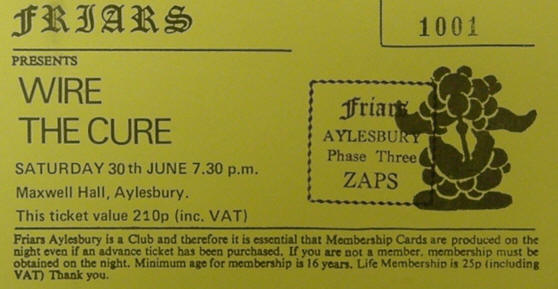 FRIARS
1001
PRESENTS
WIRE
THE CURE
SATURDAY 30th JUNE 7.30 p.m.
Maxwell Hall, Aylesbury.
This ticket value 210p (inc. VAT)
Friars
AYLESBURY
Phase Three
ZAPS
Friars Aylesbury is a Club and therefore it is essential that Membership Cards are produced on the
night even if an advance ticket has been purchased. If you are not a member, membership must be
obtained on the night. Minimum age for membership is 16 years. Life Membership is 25p (including
VAT) Thank you.